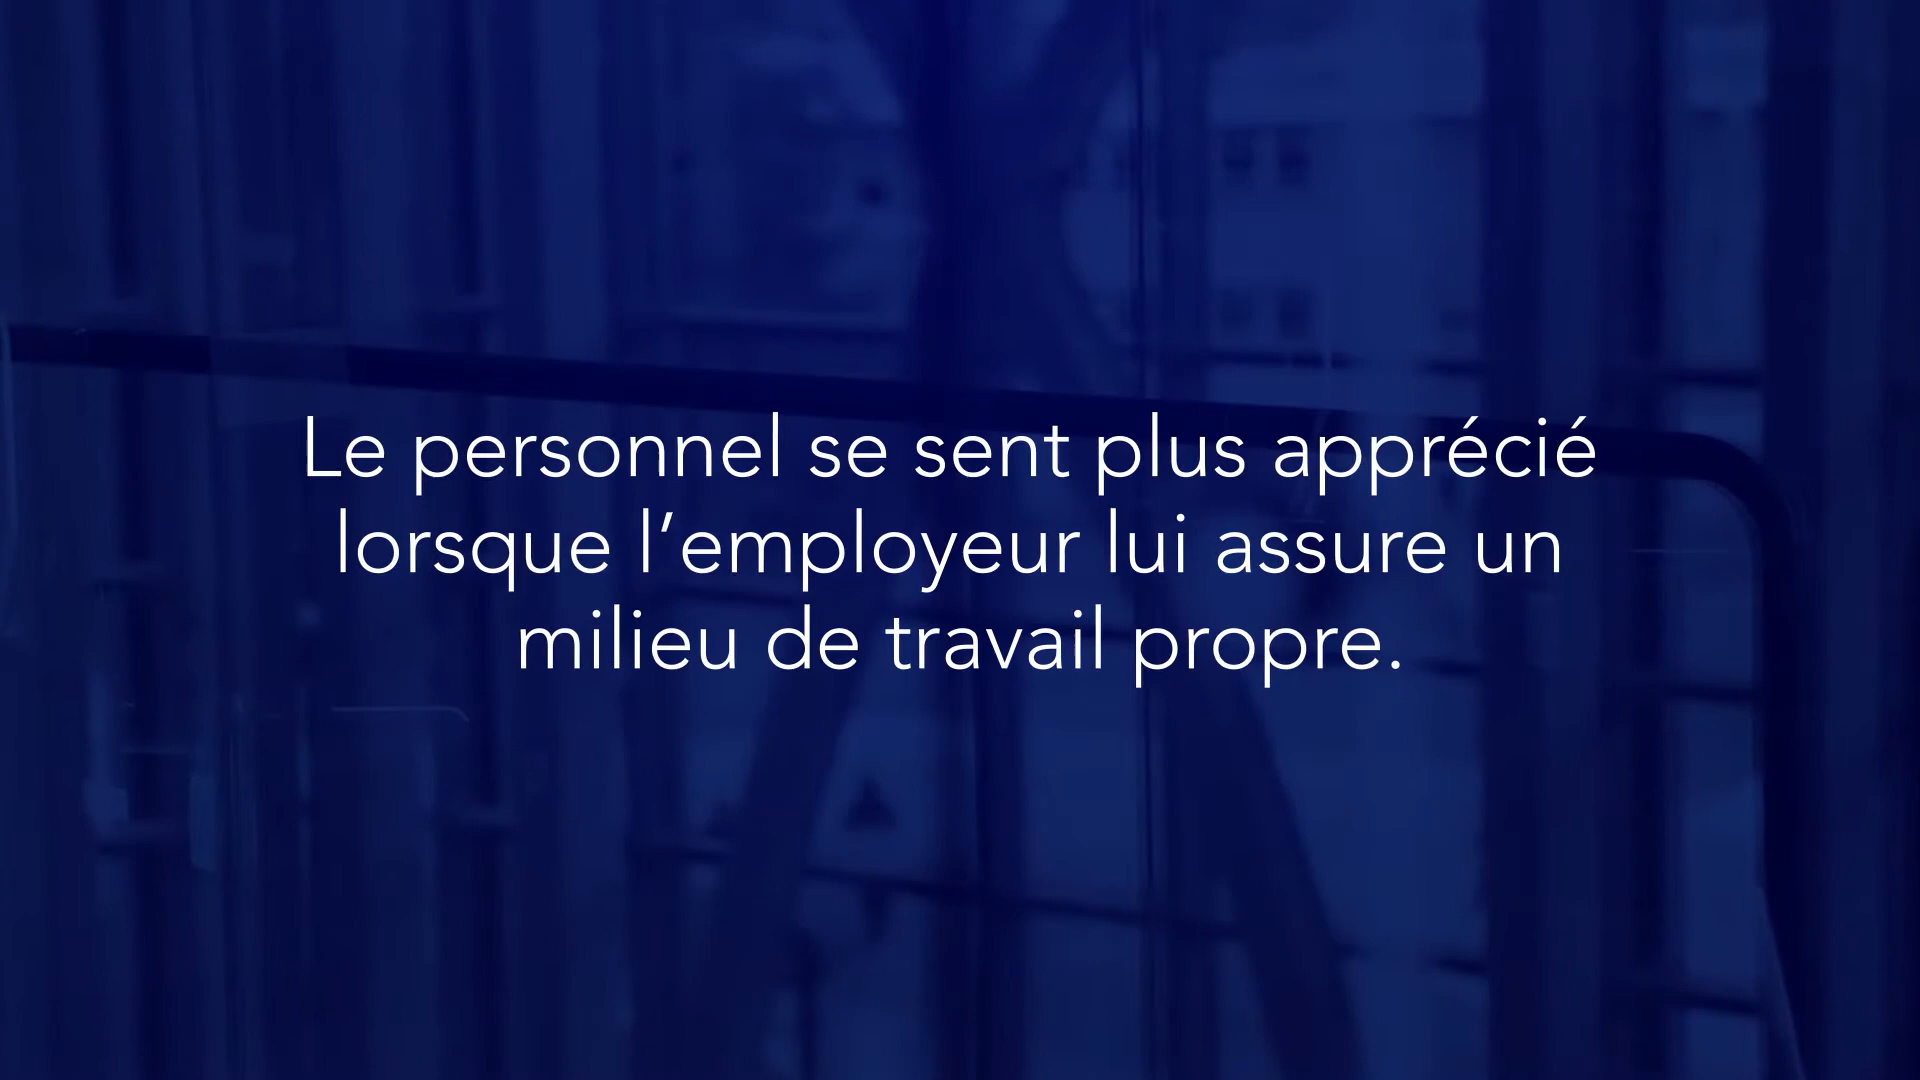 Le personnel se sent plus apprécié
lorsque l’employeur lui assure un
milieu de travail propre.